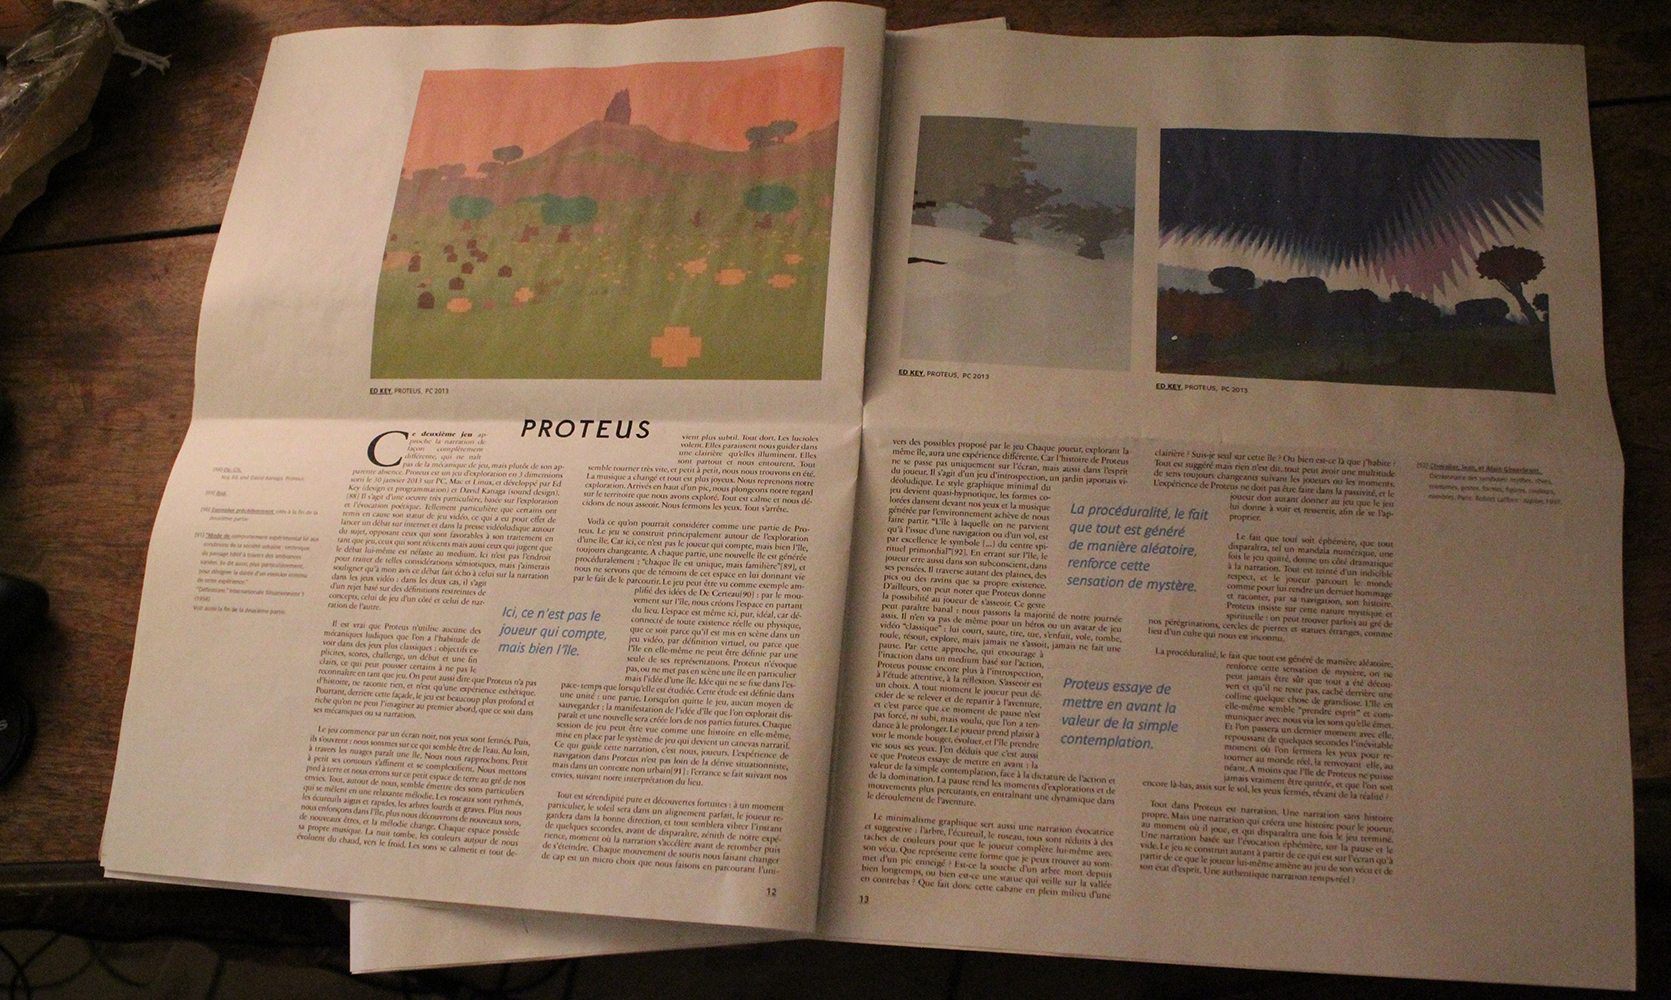 ED KEY, PROTEUS, PC 2013
PROTEUS
Ce deuxième jeu ap-
proche la narration de
façon complètement
différente, qui ne naît
pas de la mécanique de jeu, mais plutôt de son ap-
parente absence. Proteus est un jeu d'exploration en 3 dimensions
sorti le 30 janvier 2013 sur PC, Mac et Linux, et développé par Ed
Key (design et programmation) et David Kanaga (sound design).
[88] Il s'agit d'une oeuvre très particulière, basée sur l'exploration
et l'évocation poétique. Tellement particulière que certains ont
remis en cause son statut de jeu vidéo, ce qui a eu pour effet de
lancer un débat sur internet et dans la presse vidéoludique autour
du sujet, opposant ceux qui sont favorables à son traitement en
tant que jeu, ceux qui sont réticents mais aussi ceux qui jugent que
le débat lui-même est néfaste au medium. Ici n'est pas l'endroit
pour traiter de telles considérations sémiotiques, mais j'aimerais
souligner qu'à mon avis ce débat fait écho à celui sur la narration
dans les jeux vidéo : dans les deux cas, il s'agit
d'un rejet basé sur des définitions restreintes de
concepts, celui de jeu d'un côté et celui de nar-
ration de l'autre.
Il est vrai que Proteus n'utilise aucune des
mécaniques ludiques que l'on a l'habitude de
voir dans des jeux plus classiques : objectifs ex-
plicites, scores, challenge, un début et une fin
clairs, ce qui peut pousser certains à ne pas le
reconnaître en tant que jeu. On peut aussi dire que Proteus n'a pas
d'histoire, ne raconte rien, et n'est qu'une expérience esthétique.
Pourtant, derrière cette façade, le jeu est beaucoup plus profond et
riche qu'on ne peut l'imaginer au premier abord, que ce soit dans
ses mécaniques ou sa narration.
Le jeu commence par un écran noir, nos yeux sont fermés. Puis,
ils s'ouvrent : nous sommes sur ce qui semble être de l'eau. Au loin,
à travers les nuages paraît une île. Nous nous rapprochons. Petit
à petit ses contours s'affinent et se complexifient. Nous mettons
pied à terre et nous errons sur ce petit espace de terre au gré de nos
envies. Tout, autour de nous, semble émettre des sons particuliers
qui se mêlent en une relaxante mélodie. Les roseaux sont rythmés,
les écureuils aigus et rapides, les arbres lourds et graves. Plus nous
nous enfonçons dans l'île, plus nous découvrons de nouveaux sons,
de nouveaux êtres, et la mélodie change. Chaque espace possède
sa propre musique. La nuit tombe, les couleurs autour de nous
évoluent du chaud, vers le froid. Les sons se calment et tout de-
vient plus subtil. Tout dort. Les lucioles
volent. Elles paraissent nous guider dans
une clairière qu'elles illuminent. Elles
sont partout et nous entourent. Tout
semble tourner très vite, et petit à petit, nous nous trouvons en été.
La musique a changé et tout est plus joyeux. Nous reprenons notre
exploration. Arrivés en haut d'un pic, nous plongeons notre regard
sur le territoire que nous avons exploré. Tout est calme et nous dé-
cidons de nous assoir. Nous fermons les yeux. Tout s'arrête.
Voilà ce qu'on pourrait considérer comme une partie de Pro-
teus. Le jeu se construit principalement autour de l'exploration
d'une île. Car ici, ce n'est pas le joueur qui compte, mais bien l'île,
toujours changeante. A chaque partie, une nouvelle île est générée
procéduralement ; "chaque île est unique, mais familière"[89], et
nous ne servons que de témoins de cet espace en lui donnant vie
par le fait de le parcourir. Le jeu peut être vu comme exemple am-
plifié des idées de De Certeau[90] : par le mou-
vement sur l'île, nous créons l'espace en partant
du lieu. L'espace est même ici, pur, idéal, car dé-
connecté de toute existence réelle ou physique,
que ce soit parce qu'il est mis en scène dans un
jeu vidéo, par définition virtuel, ou parce que
l'île en elle-même ne peut être définie par une
seule de ses représentations. Proteus n'évoque
pas, ou ne met pas en scène une île en particulier
mais l'idée d'une île. Idée qui ne se fixe dans l'es-
pace-temps que lorsqu'elle est étudiée. Cette étude est définie dans
une unité : une partie. Lorsqu'on quitte le jeu, aucun moyen de
sauvegarder : la manifestation de l'idée d'île que l'on explorait dis-
paraît et une nouvelle sera créée lors de nos parties futures. Chaque
session de jeu peut être vue comme une histoire en elle-même,
mise en place par le système de jeu qui devient un canevas narratif.
Ce qui guide cette narration, c'est nous, joueurs. L'expérience de
navigation dans Proteus n'est pas loin de la dérive situationniste,
mais dans un contexte non urbain[91] : l'errance se fait suivant nos
envies, suivant notre interprétation du lieu.
Tout est sérendipité pure et découvertes fortuites : à un moment
particulier, le soleil sera dans un alignement parfait, le joueur re-
gardera dans la bonne direction, et tout semblera vibrer l'instant
de quelques secondes, avant de disparaître, zénith de notre expé-
rience, moment où la narration s'accélère avant de retomber puis
de s'éteindre. Chaque mouvement de souris nous faisant changer
de cap est un micro choix que nous faisons en parcourant l'uni-
Ici, ce n'est pas le
joueur qui compte,
mais bien l'île.
12
ED KEY, PROTEUS, PC 2013
ED KEY, PROTEUS, PC 2013
vers des possibles proposé par le jeu Chaque joueur, explorant la-
même île, aura une expérience différente. Car l'histoire de Proteus
ne se passe pas uniquement sur l'écran, mais aussi dans l'esprit
du joueur. Il s'agit d'un jeu d'introspection, un jardin japonais vi-
déoludique. Le style graphique minimal du
jeu devient quasi-hypnotique, les formes co-
lorées dansent devant nos yeux et la musique
générée par l'environnement achève de nous
faire partir. "L'île à laquelle on ne parvient
qu'à l'issue d'une navigation ou d'un vol, est
par excellence le symbole [...] du centre spi-
rituel primordial"[92]. En errant sur l'île, le
joueur erre aussi dans son subconscient, dans
ses pensées. Il traverse autant des plaines, des
pics ou des ravins que sa propre existence.
D'ailleurs, on peut noter que Proteus donne
la possibilité au joueur de s'asseoir. Ce geste
peut paraître banal : nous passons la majorité de notre journée
assis. Il n'en va pas de même pour un héros ou un avatar de jeu
vidéo "classique" : lui court, saute, tire, tue, s'enfuit, vole, tombe,
roule, résout, explore, mais jamais ne s'assoit, jamais ne fait une
pause. Par cette approche, qui encourage à
l'inaction dans un medium basé sur l'action,
Proteus pousse encore plus à l'introspection,
à l'étude attentive, à la réflexion. S'asseoir est
un choix. A tout moment le joueur peut dé-
cider de se relever et de repartir à l'aventure,
et c'est parce que ce moment de pause n'est
pas forcé, ni subi, mais voulu, que l'on a ten-
dance à le prolonger. Le joueur prend plaisir à
voir le monde bouger, évoluer, et l'île prendre
vie sous ses yeux. J'en déduis que c'est aussi
ce que Proteus essaye de mettre en avant : la
valeur de la simple contemplation, face à la dictature de l'action et
de la domination. La pause rend les moments d'explorations et de
mouvements plus percutants, en entraînant une dynamique dans
le déroulement de l'aventure.
Le minimalisme graphique sert aussi une narration évocatrice
et suggestive : l'arbre, l'écureuil, le roseau, tous sont réduits à des
taches de couleurs pour que le joueur complète lui-même avec
son vécu. Que représente cette forme que je peux trouver au som-
met d'un pic enneigé ? Est-ce la souche d'un arbre mort depuis
bien longtemps, ou bien est-ce une statue qui veille sur la vallée
en contrebas ? Que fait donc cette cabane en plein milieu d'une
La procéduralité, le fait
que tout est généré
de manière aléatoire,
renforce cette
sensation de mystère.
Proteus essaye de
mettre en avant la
valeur de la simple
contemplation.
clairière ? Suis-je seul sur cette île ? Ou bien est-ce là que j'habite ?
Tout est suggéré mais rien n'est dit, tout peut avoir une multitude
de sens toujours changeants suivant les joueurs ou les moments.
L'expérience de Proteus ne doit pas être faite dans la passivité, et le
joueur doit autant donner au jeu que le jeu
lui donne à voir et ressentir, afin de se l'ap-
proprier.
Le fait que tout soit éphémère, que tout
disparaîtra, tel un mandala numérique, une
fois le jeu quitté, donne un côté dramatique
à la narration. Tout est teinté d'un indicible
respect, et le joueur parcourt le monde
comme pour lui rendre un dernier hommage
et raconter, par sa navigation, son histoire.
Proteus insiste sur cette nature mystique et
spirituelle : on peut trouver parfois au gré de
nos pérégrinations, cercles de pierres et statues étranges, comme
lieu d'un culte qui nous est inconnu.
La procéduralité, le fait que tout est généré de manière aléatoire,
renforce cette sensation de mystère, on ne
peut jamais être sûr que tout a été décou-
vert et qu'il ne reste pas, caché derrière une
colline quelque chose de grandiose. L'île en
elle-même semble "prendre esprit" et com-
muniquer avec nous via les sons qu'elle émet.
Et l'on passera un dernier moment avec elle,
repoussant de quelques secondes l'inévitable
moment où l'on fermera les yeux pour re-
tourner au monde réel, la renvoyant elle, au
néant. A moins que l'île de Proteus ne puisse
jamais vraiment être quittée, et que l'on soit
encore là-bas, assis sur le sol, les yeux fermés, rêvant de la réalité ?
Tout dans Proteus est narration. Une narration sans histoire
propre. Mais une narration qui créera une histoire pour le joueur,
au moment où il joue, et qui disparaîtra une fois le jeu terminé.
Une narration basée sur l'évocation éphémère, sur la pause et le
vide. Le jeu se construit autant à partir de ce qui est sur l'écran qu'à
partir de ce que le joueur lui-même amène au jeu de son vécu et de
son état d'esprit. Une authentique narration temps-réel ?
13